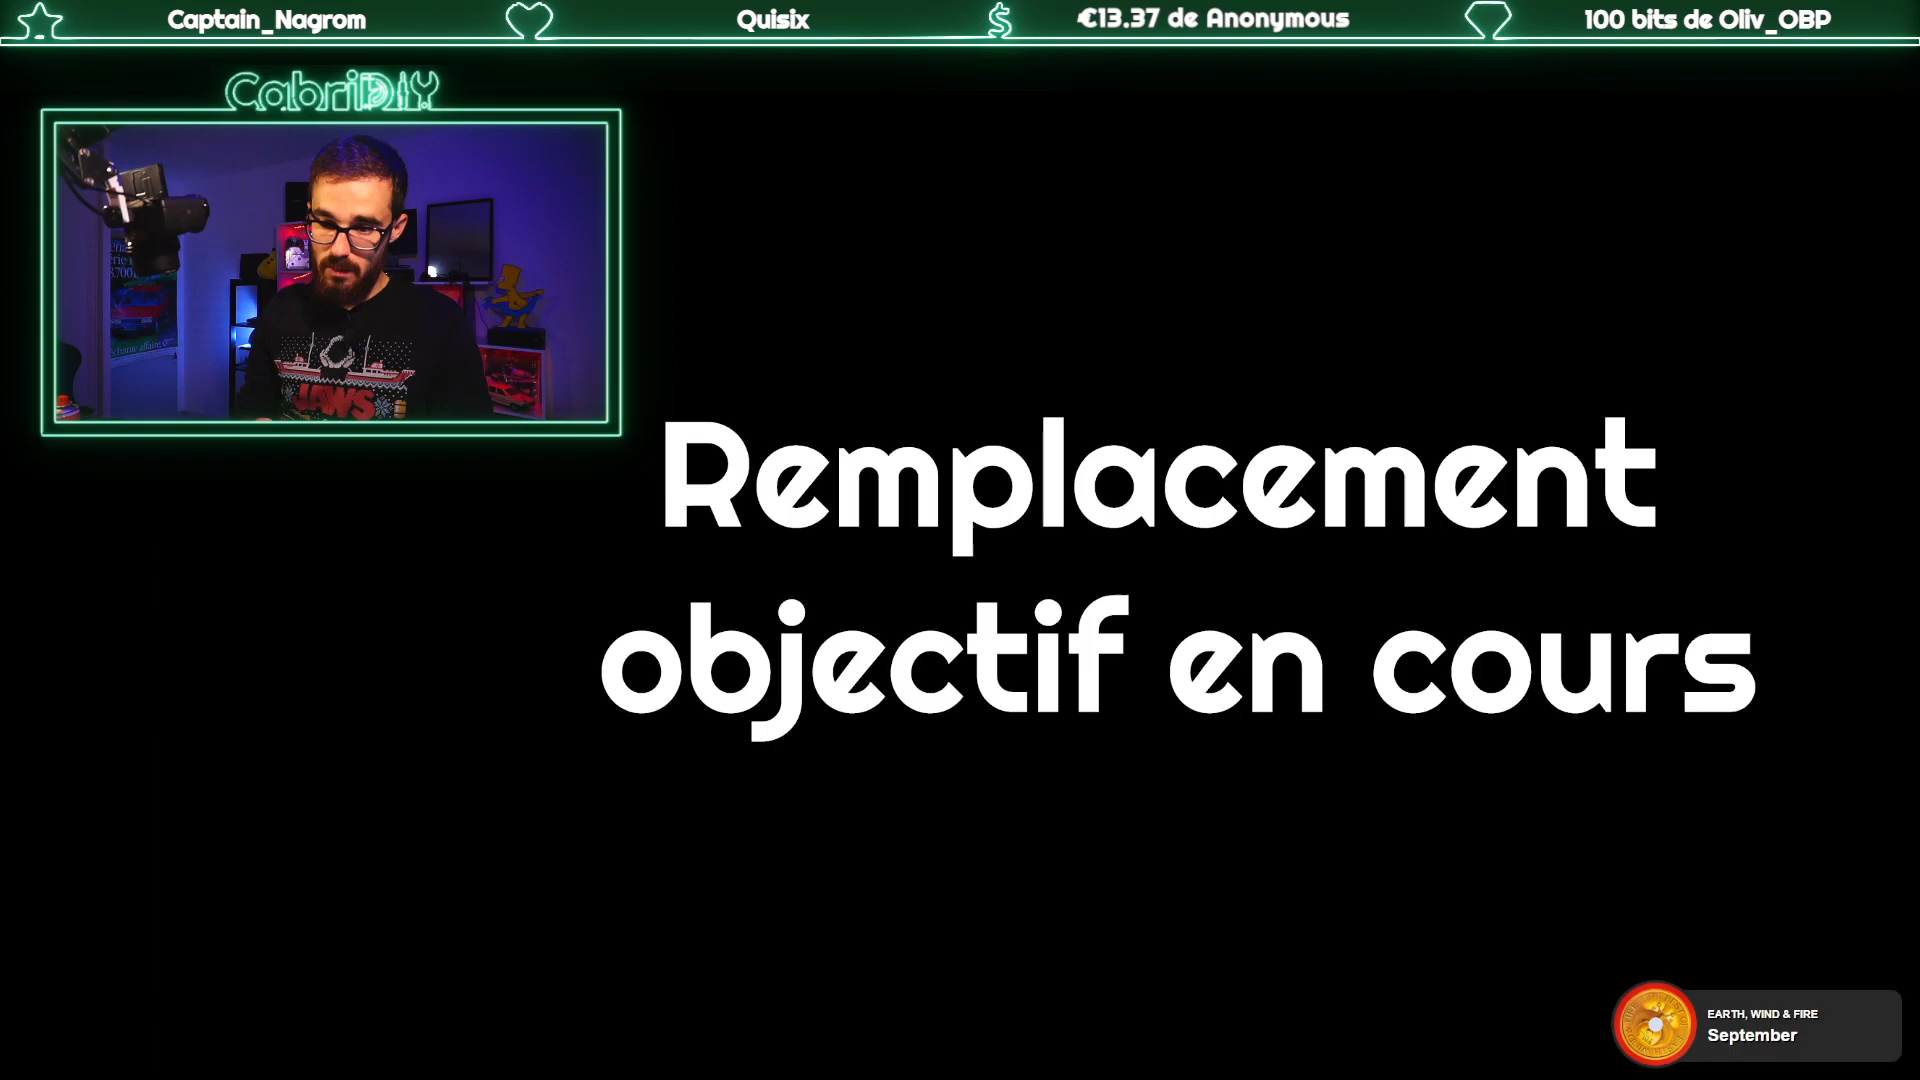 Captain_Nagrom
Quisix
€13.37 de Anonymous
100 bits de Oliv_OBP
CabriDIY
JAWS
Remplacement
objectif en cours
EARTH, WIND & FIRE
September